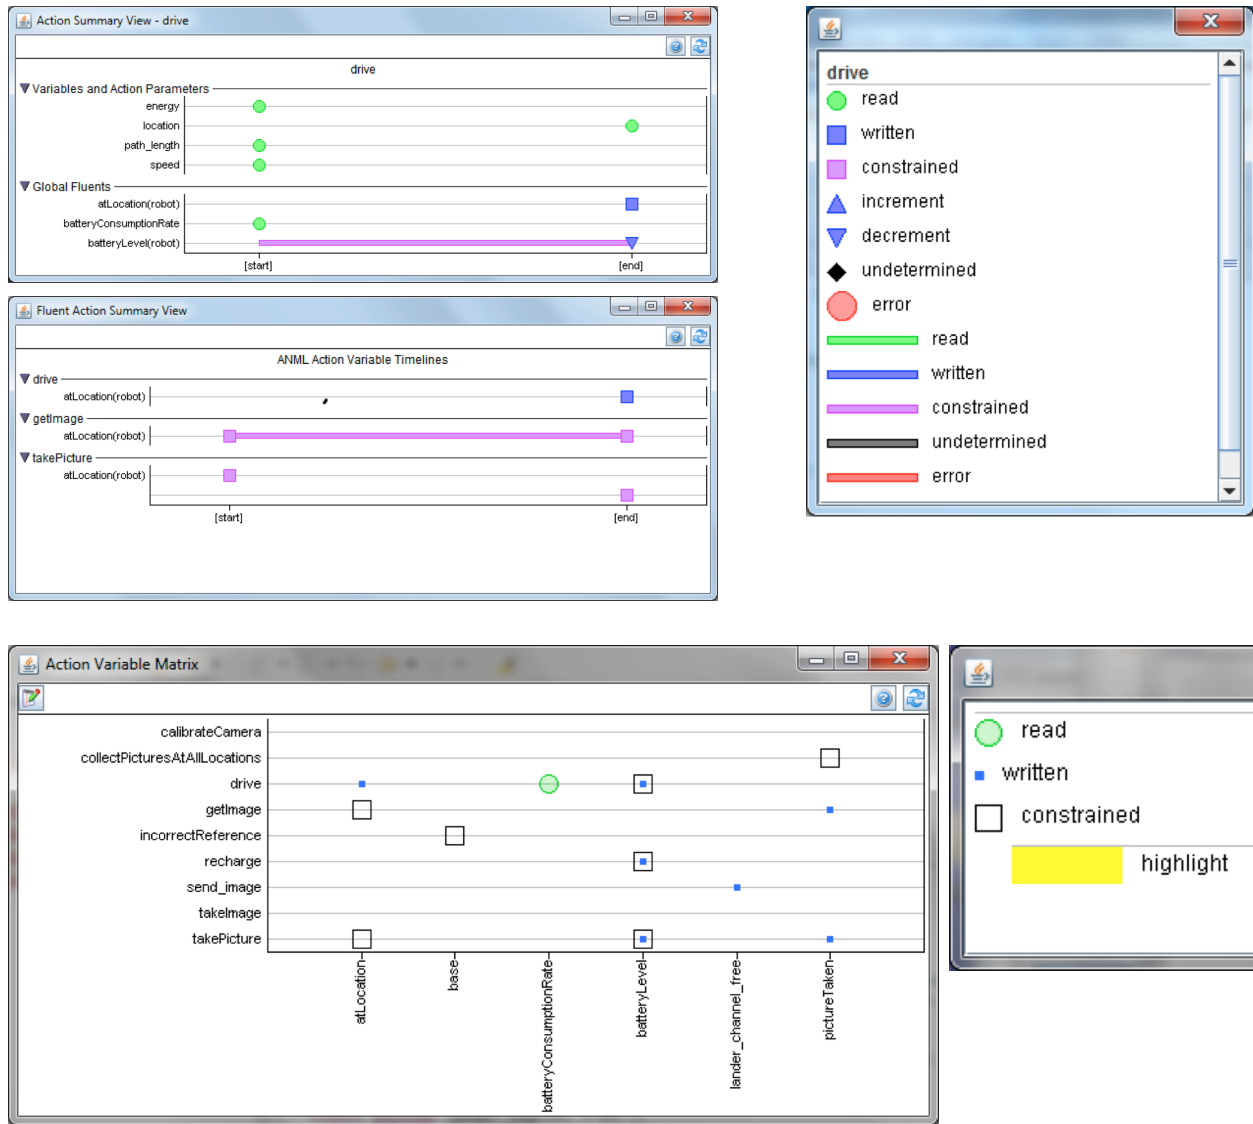 Action Summary View - drive
drive
Variables and Action Parameters
energy
location
path_length
speed
Global Fluents
atLocation(robot)
batteryConsumptionRate
batteryLevel(robot)
[start] [end]
Fluent Action Summary View
ANML Action Variable Timelines
drive
atLocation(robot)
getImage
atLocation(robot)
takePicture
atLocation(robot)
[start] [end]
drive
read
written
constrained
increment
decrement
undetermined
error
read
written
constrained
undetermined
error
Action Variable Matrix
calibrateCamera
collectPicturesAtAllLocations
drive
getImage
incorrectReference
recharge
send_image
takeImage
takePicture
atLocation
base
batteryConsumptionRate
batteryLevel
lander_channel_free
pictureTaken
read
written
constrained
highlight